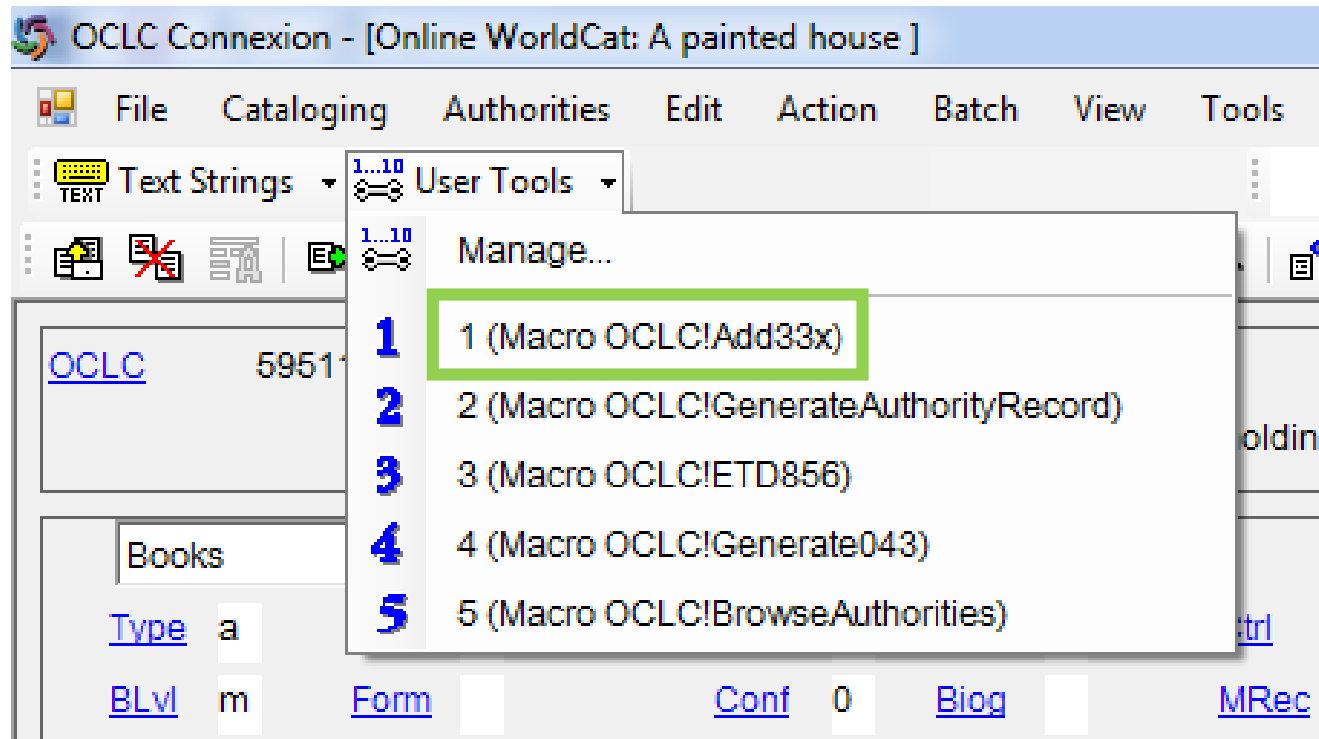 OCLC Connexion - [Online WorldCat: A painted house ]
File Cataloging Authorities Edit Action Batch View Tools
TEXT Text Strings 1...10 User Tools
1...10 Manage...
1 1 (Macro OCLC!Add33x)
OCLC 5951
2 2 (Macro OCLC!GenerateAuthorityRecord)
oldin
3 3 (Macro OCLC!ETD856)
4 4 (Macro OCLC!Generate043)
Books
5 5 (Macro OCLC!BrowseAuthorities)
Type a trl
BLvl m Form Conf 0 Biog MRec